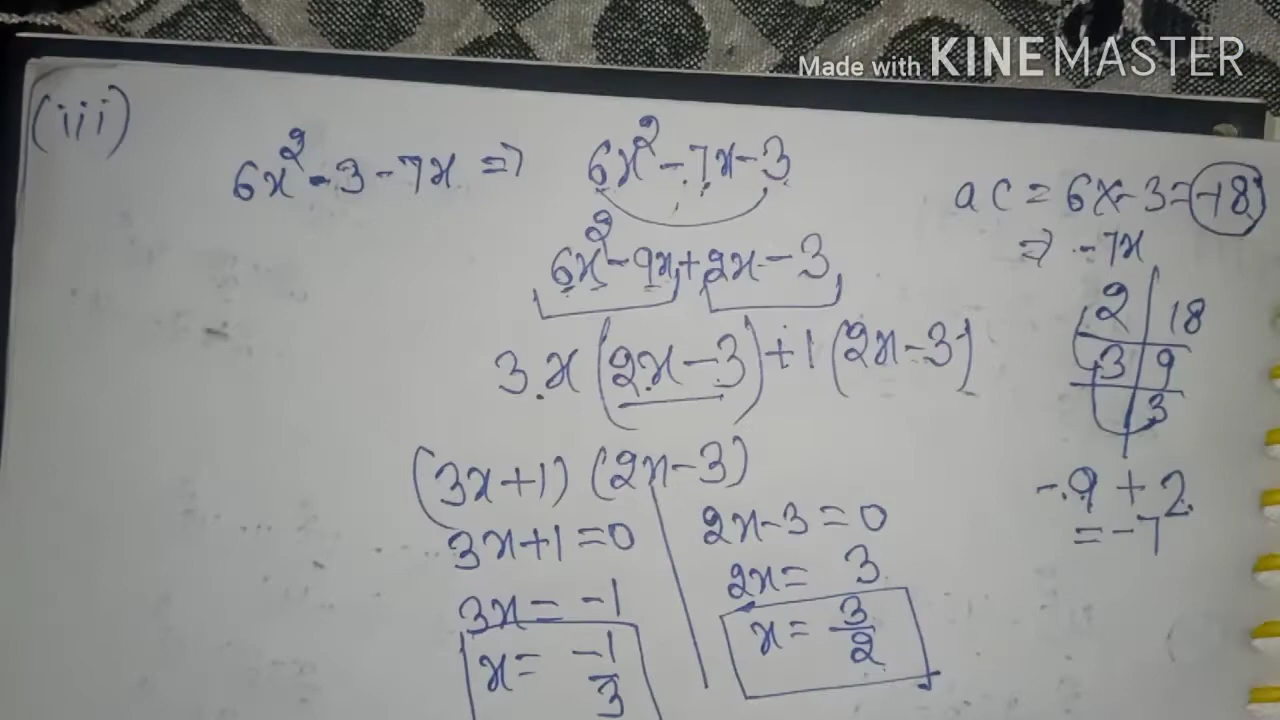 Made with KINEMASTER
(iii)
6x² - 3 - 7x ⇒ 6x² - 7x - 3
6x² - 9x + 2x - 3
3x (2x - 3) + 1 (2x - 3)
(3x + 1) (2x - 3)
3x + 1 = 0
3x = -1
x = -1/3
2x - 3 = 0
2x = 3
x = 3/2
ac = 6x - 3 = -18
⇒ -7x
2 | 18
3 | 9
3
-9 + 2
= -7